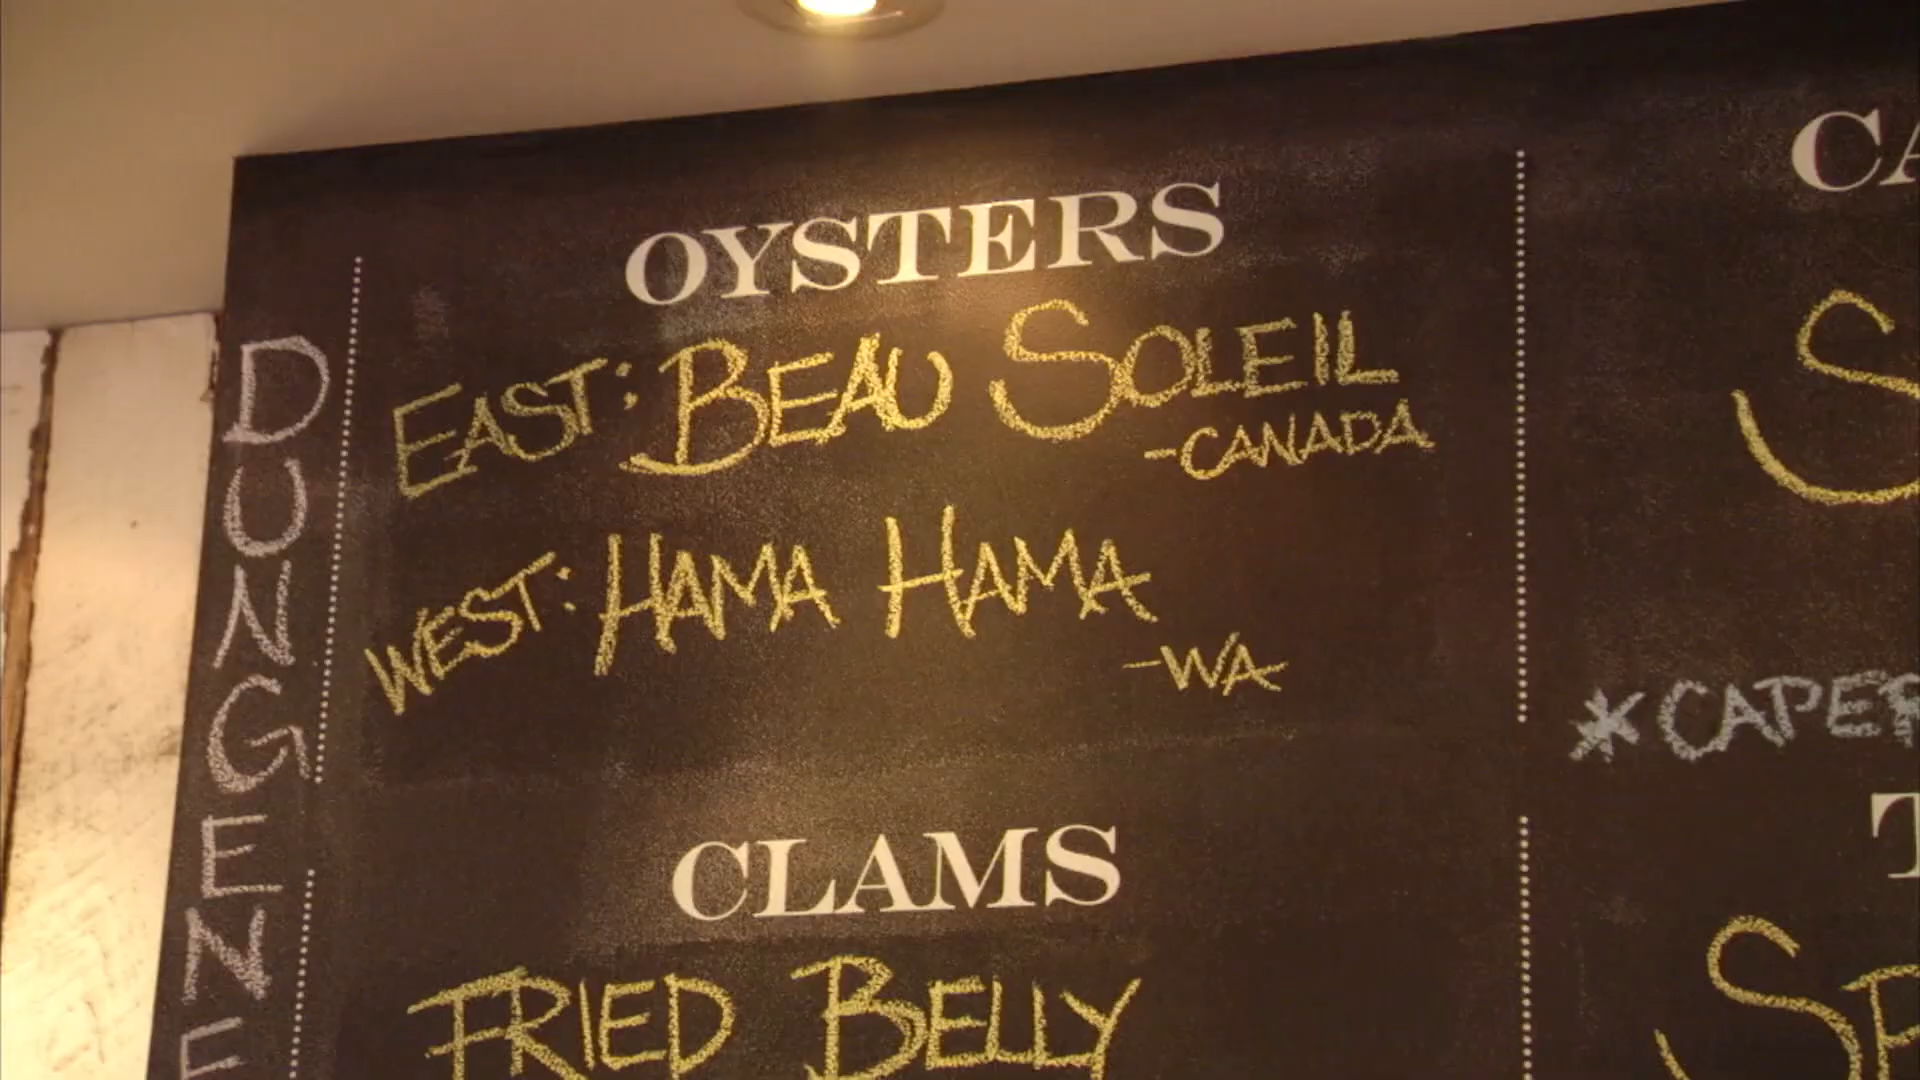 OYSTERS
EAST: BEAU SOLEIL
-CANADA
WEST: HAMA HAMA
-WA
CLAMS
FRIED BELLY
DUNGENE
*CAPER